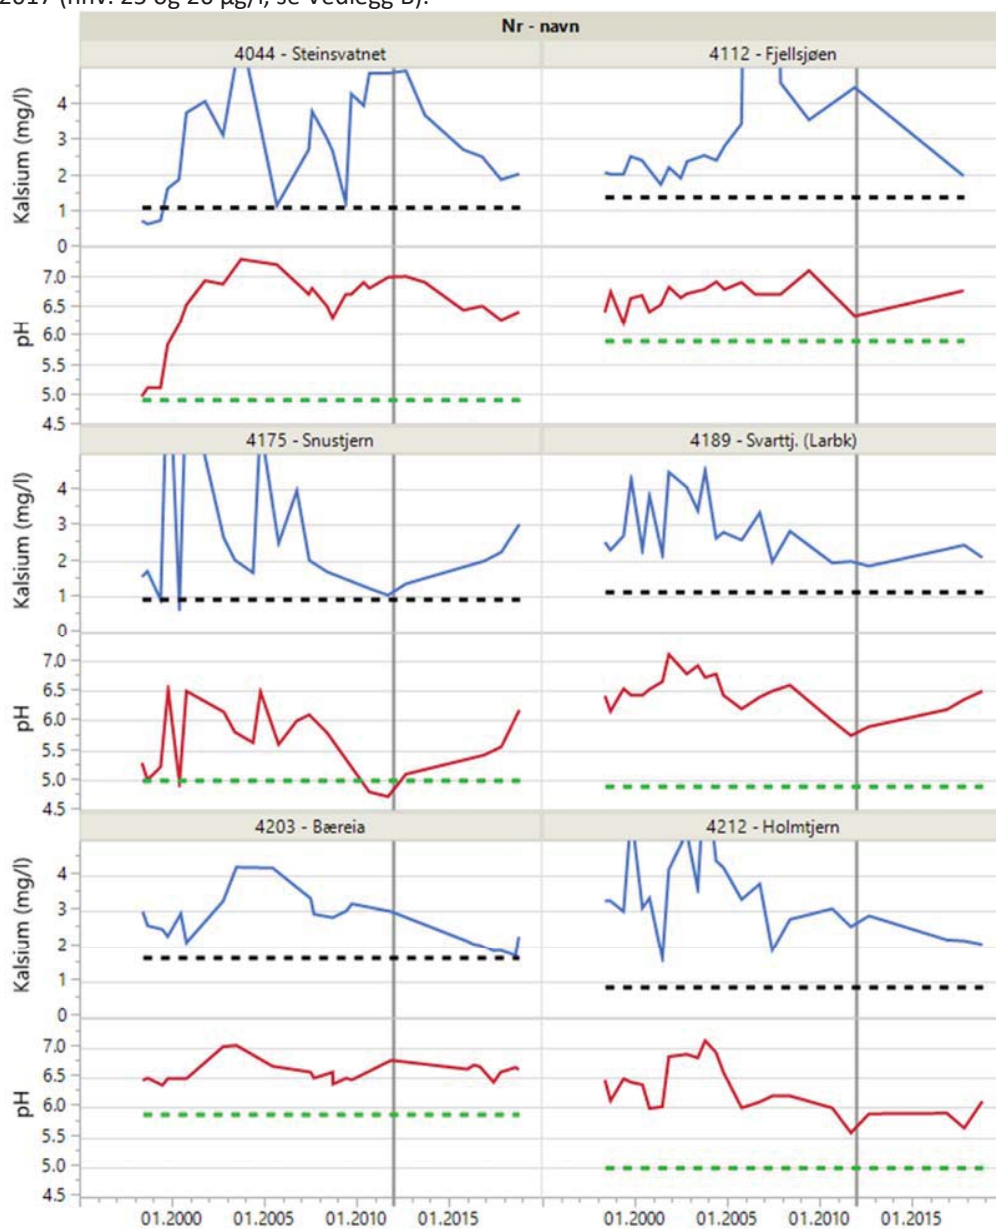 2017 (hhv. og µg/l, se Vedlegg B).
Nr - navn
4044 - Steinsvatnet
4112 - Fjellsjøen
Kalsium (mg/l)
4
3
2
1
0
pH
7.0
6.5
6.0
5.5
5.0
4.5
4175 - Snustjern
4189 - Svarttj. (Larbk)
Kalsium (mg/l)
4
3
2
1
0
pH
7.0
6.5
6.0
5.5
5.0
4.5
4203 - Bæreia
4212 - Holmtjern
Kalsium (mg/l)
4
3
2
1
0
pH
7.0
6.5
6.0
5.5
5.0
4.5
01.2000 01.2005 01.2010 01.2015
01.2000 01.2005 01.2010 01.2015